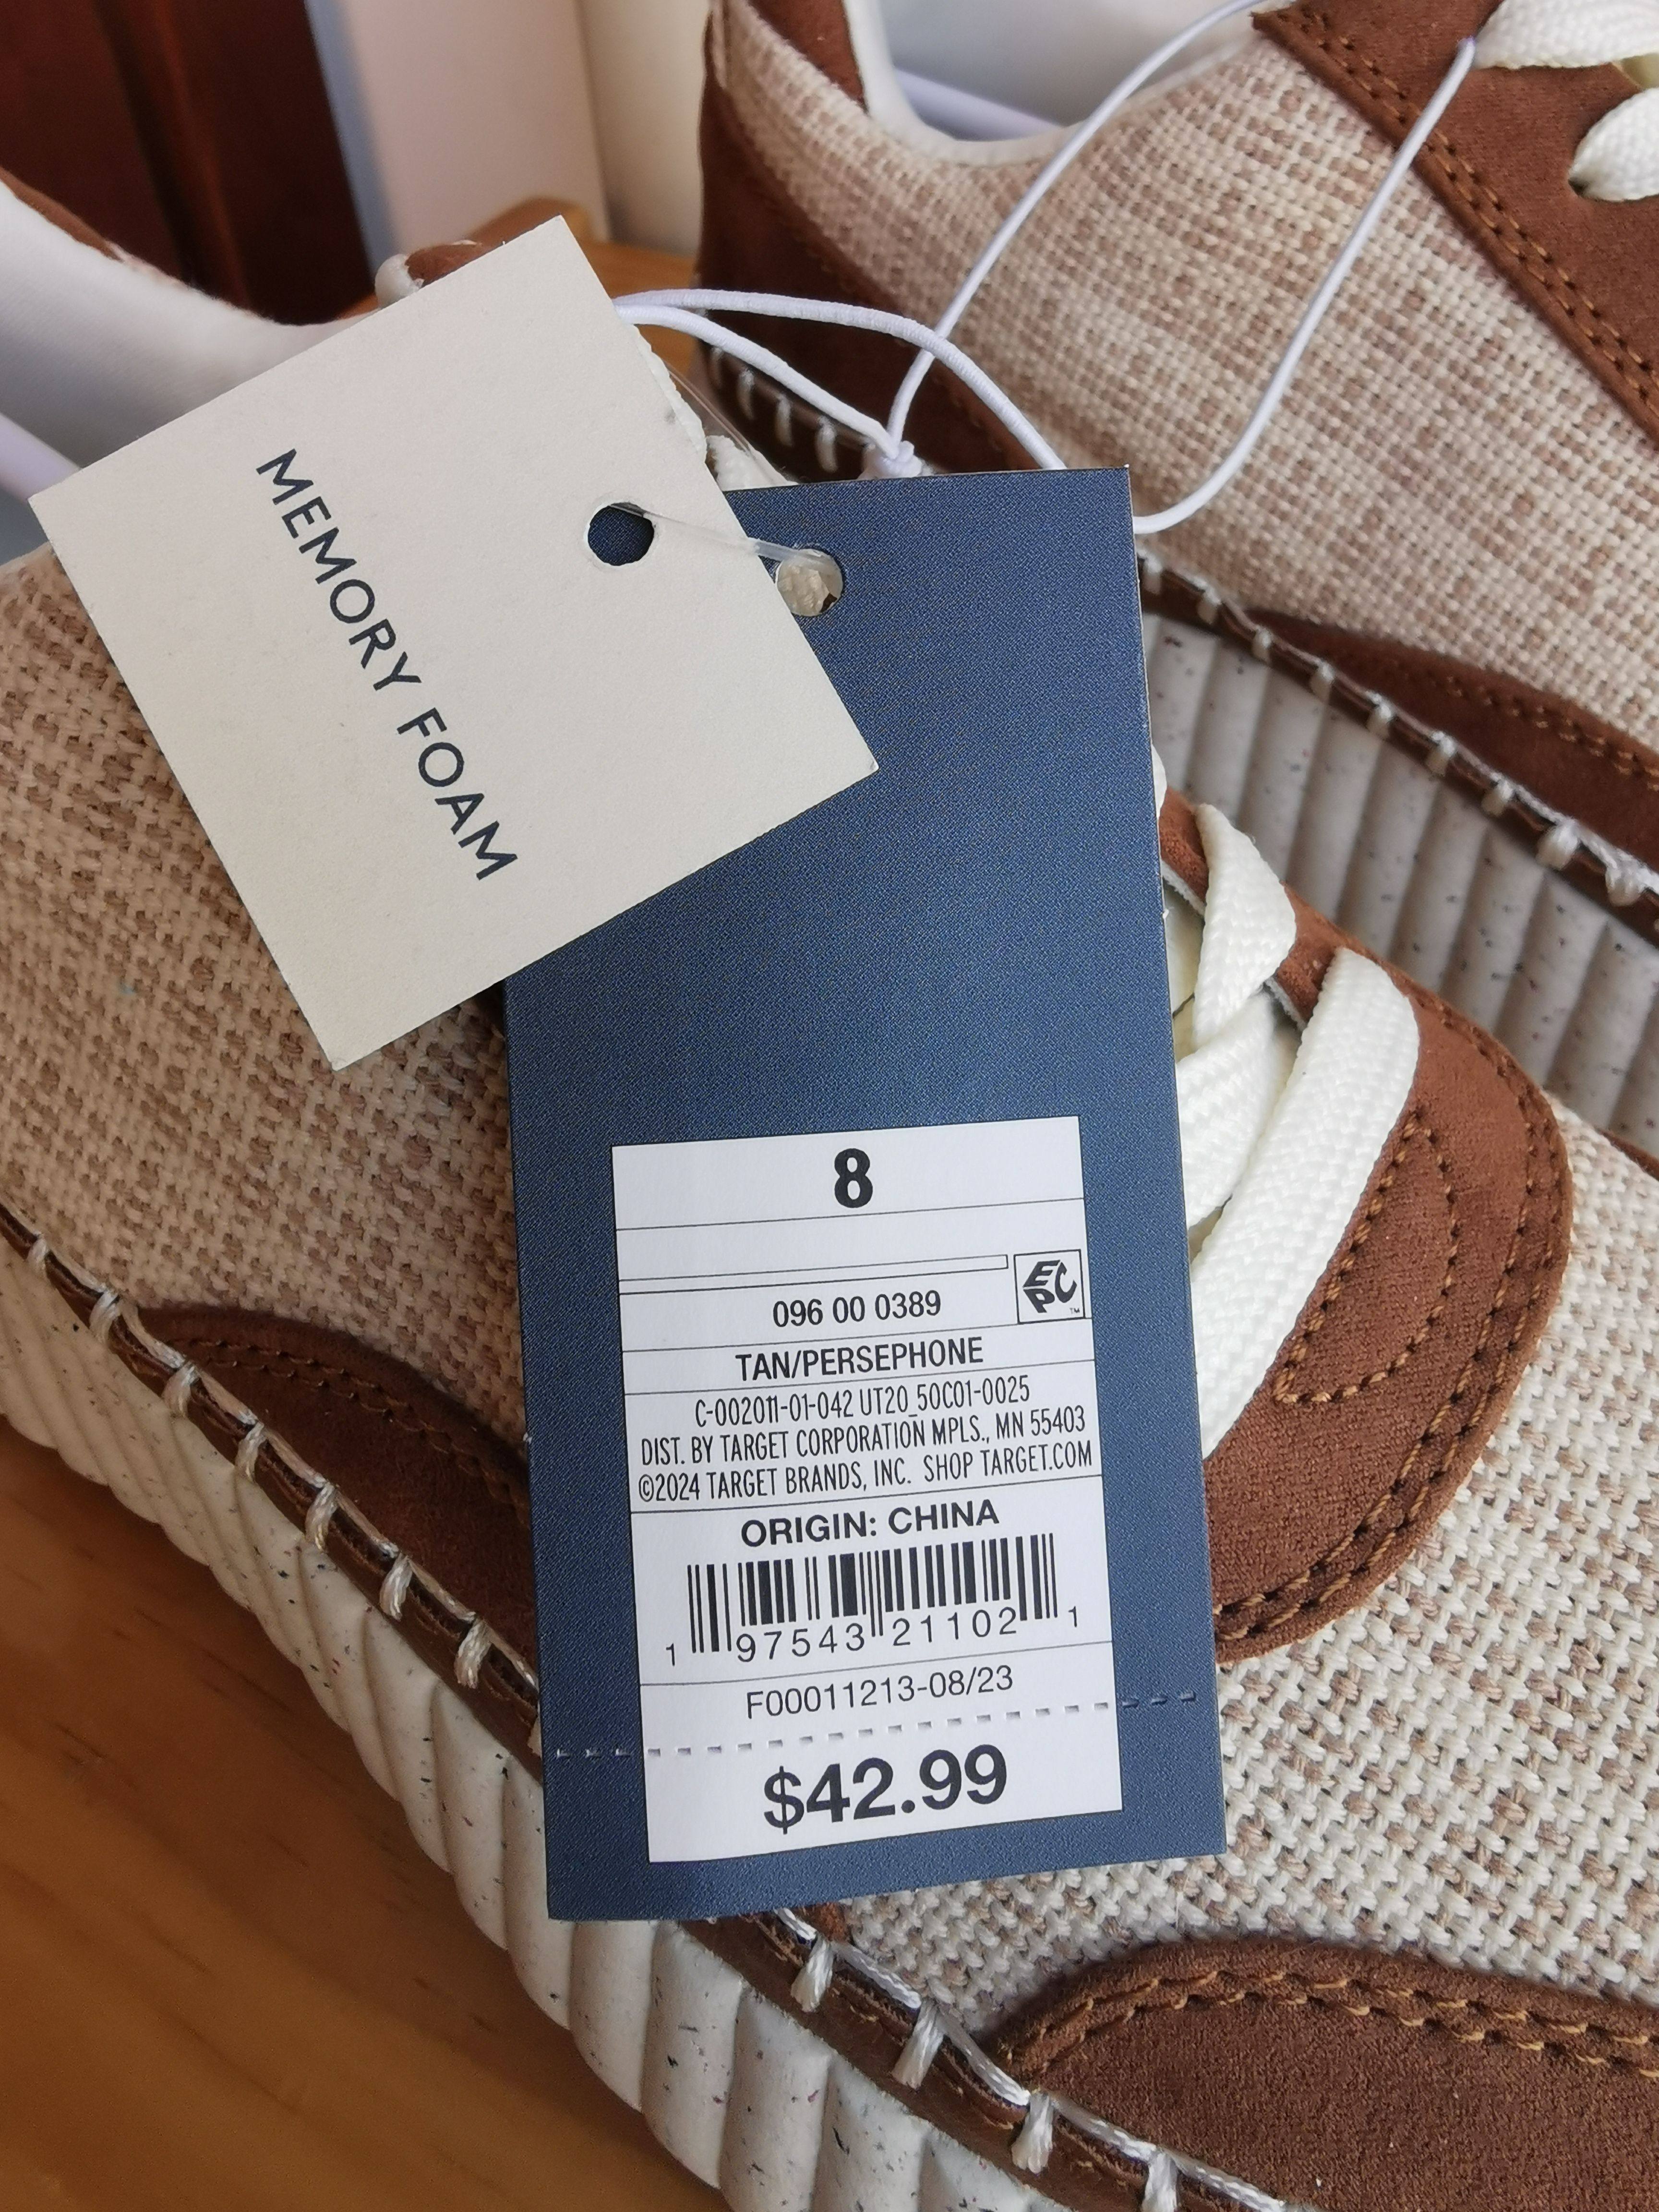 MEMORY FOAM
8
EPC™
096 00 0389
TAN/PERSEPHONE
C-002011-01-042 UT20_50C01-0025
DIST. BY TARGET CORPORATION MPLS., MN 55403
©2024 TARGET BRANDS, INC. SHOP TARGET.COM
ORIGIN: CHINA
1 97543 21102 1
F00011213-08/23
$42.99